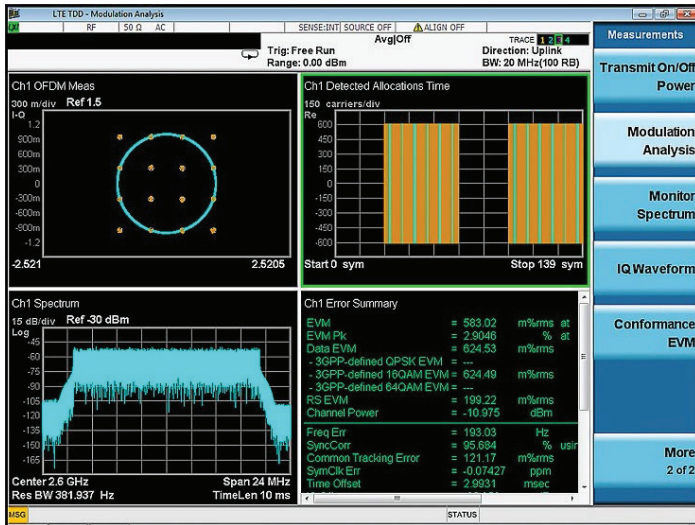 LTE TDD - Modulation Analysis
RF 50 Ω AC SENSE:INT SOURCE OFF ALIGN OFF
Avg|Off
TRACE 1 2 3 4
Trig: Free Run
Direction: Uplink
Range: 0.00 dBm
BW: 20 MHz(100 RB)
Measurements
Transmit On/Off
Power
Modulation
Analysis
Monitor
Spectrum
IQ Waveform
Conformance
EVM
More
2 of 2
Ch1 OFDM Meas
300 m/div Ref 1.5
I-Q
1.2
900m
600m
300m
0
-300m
-600m
-900m
-1.2
-2.521 2.5205
Ch1 Detected Allocations Time
150 carriers/div
Re
600
450
300
150
0
-150
-300
-450
-600
Start 0 sym Stop 139 sym
Ch1 Spectrum
15 dB/div Ref -30 dBm
Log
-45
-60
-75
-90
-105
-120
-135
-150
-165
Center 2.6 GHz Span 24 MHz
Res BW 381.937 Hz TimeLen 10 ms
Ch1 Error Summary
EVM = 583.02 m%rms at
EVM Pk = 2.9046 % at
Data EVM = 624.53 m%rms
- 3GPP-defined QPSK EVM = ---
- 3GPP-defined 16QAM EVM = 624.49 m%rms
- 3GPP-defined 64QAM EVM = ---
RS EVM = 199.22 m%rms
Channel Power = -10.975 dBm
Freq Err = 193.03 Hz
SyncCorr = 95.684 % usin
Common Tracking Error = 121.17 m%rms
SymClk Err = -0.07427 ppm
Time Offset = 2.9931 msec
MSG STATUS